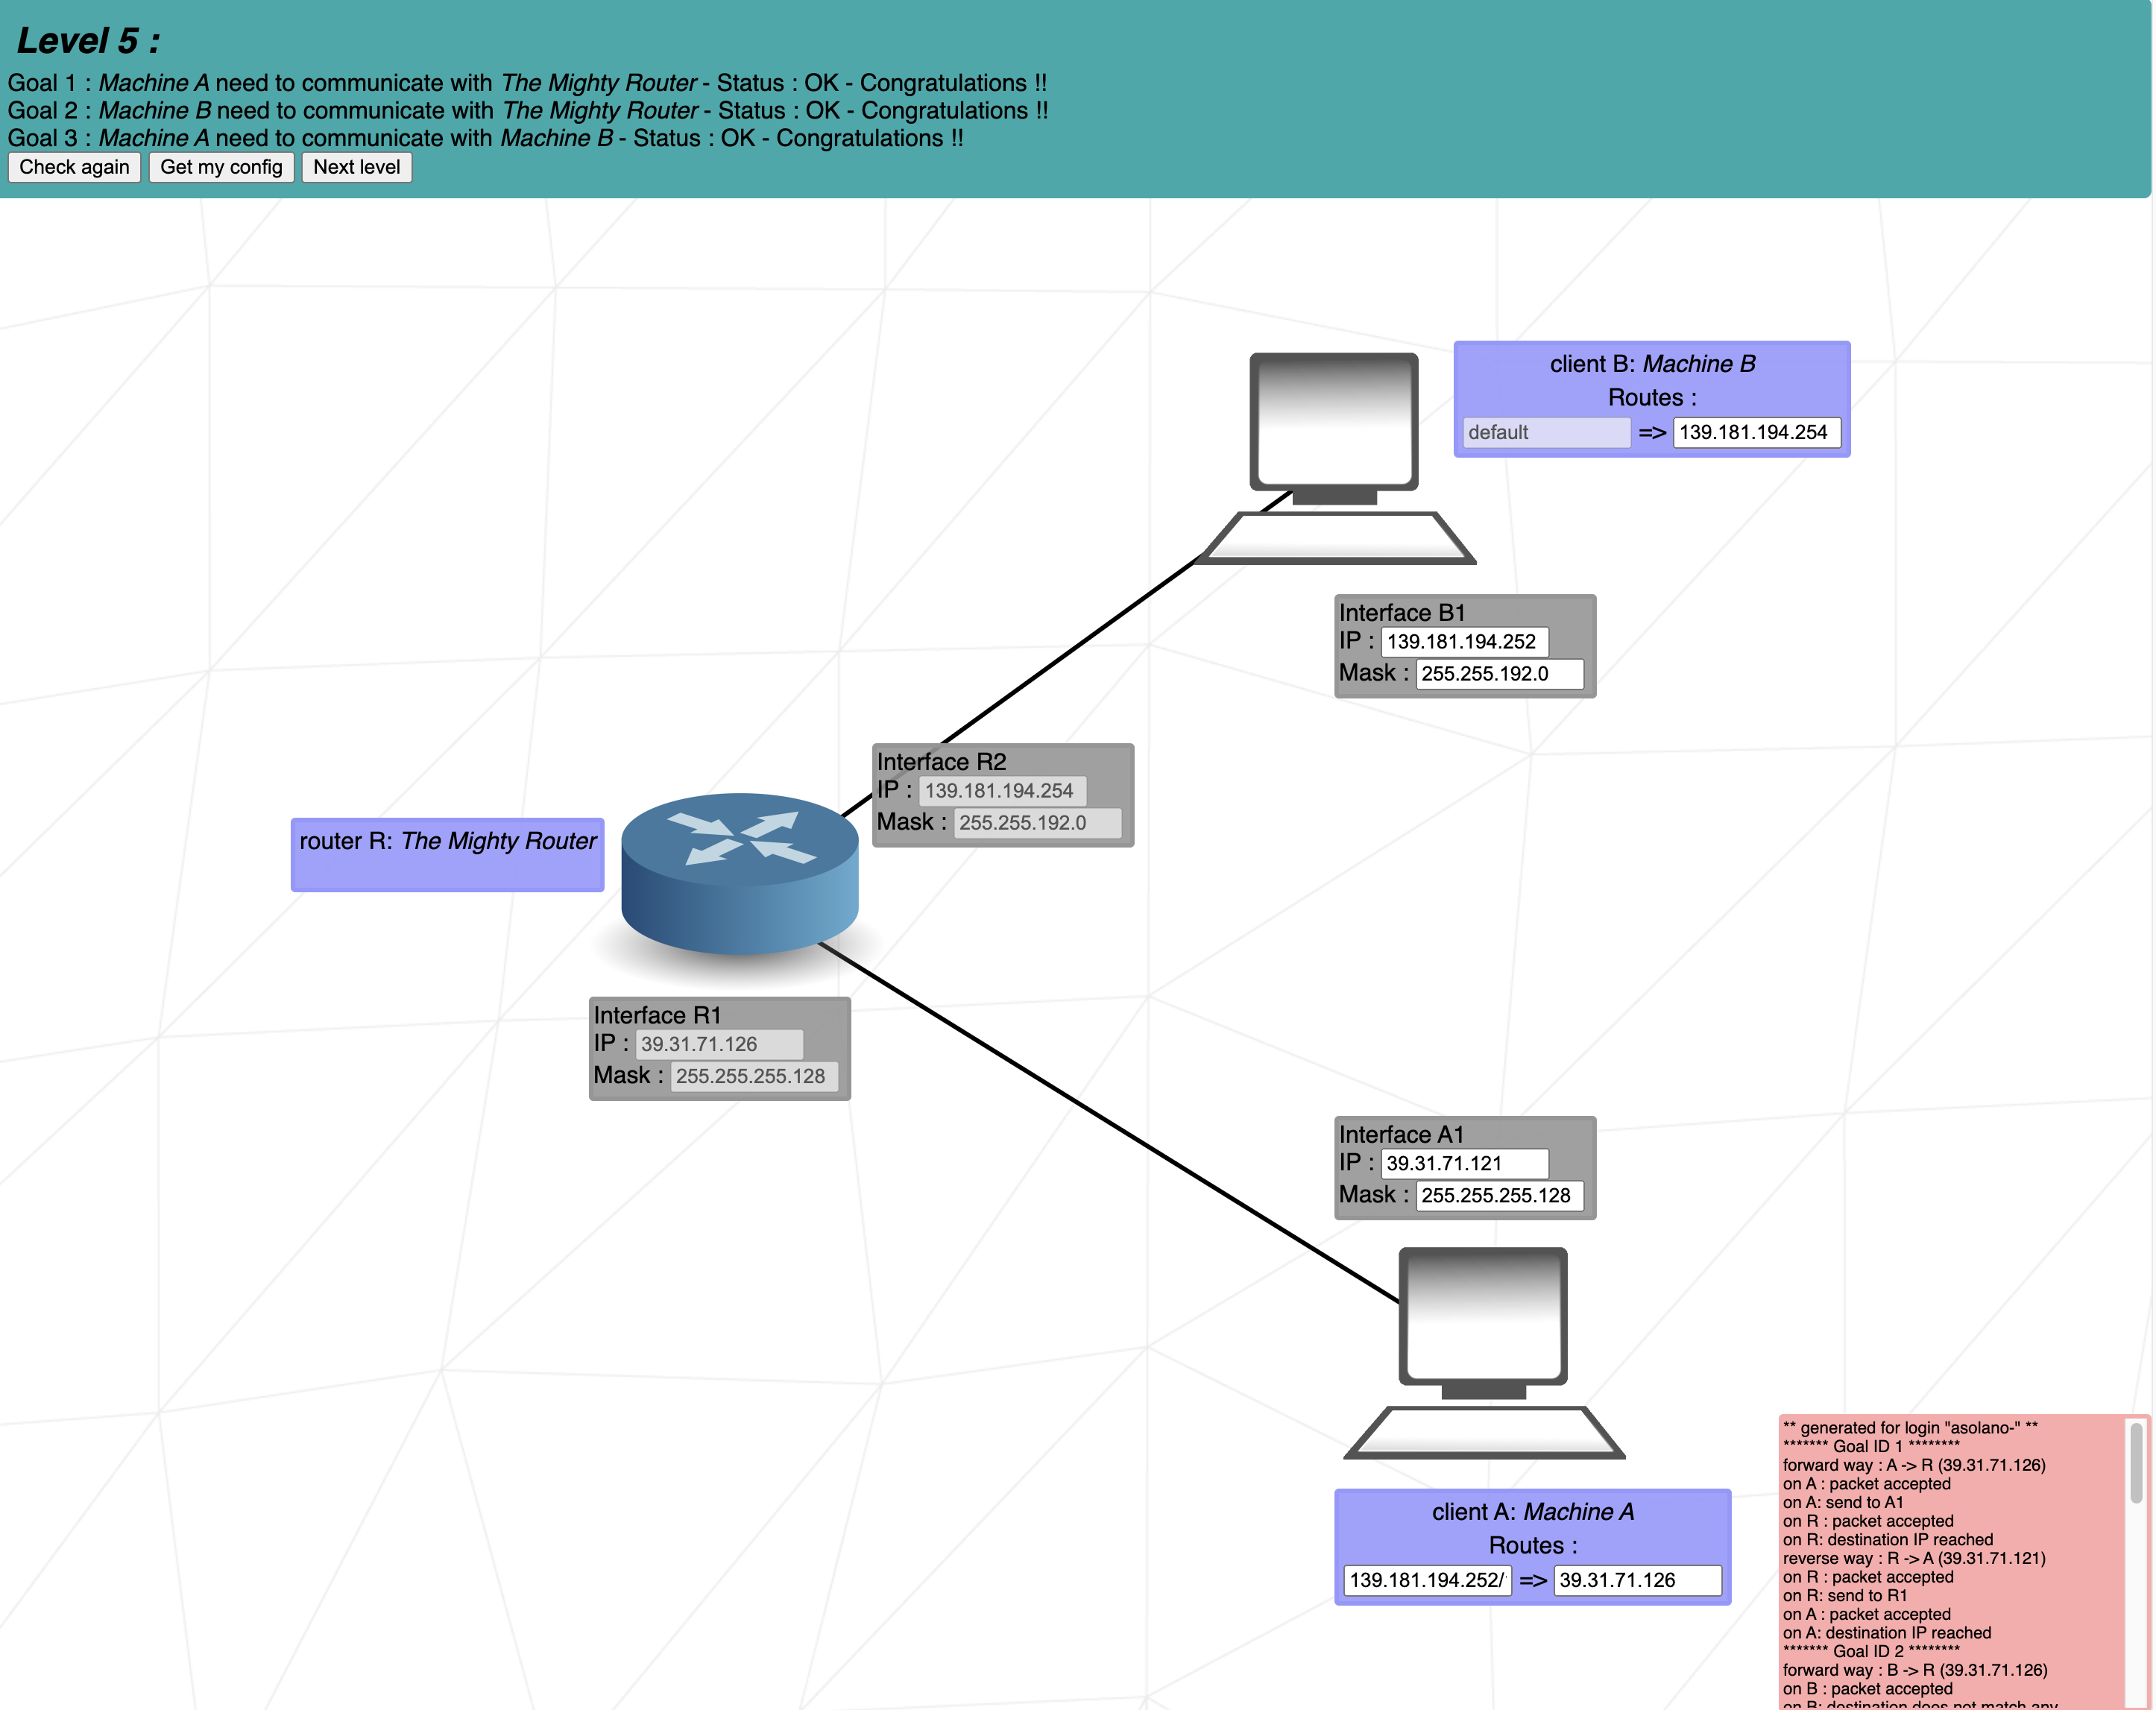 Level 5 :
Goal 1 : Machine A need to communicate with The Mighty Router - Status : OK - Congratulations !!
Goal 2 : Machine B need to communicate with The Mighty Router - Status : OK - Congratulations !!
Goal 3 : Machine A need to communicate with Machine B - Status : OK - Congratulations !!
Check again Get my config Next level
client B: Machine B
Routes :
default => 139.181.194.254
Interface B1
IP : 139.181.194.252
Mask : 255.255.192.0
Interface R2
IP : 139.181.194.254
Mask : 255.255.192.0
router R: The Mighty Router
Interface R1
IP : 39.31.71.126
Mask : 255.255.255.128
Interface A1
IP : 39.31.71.121
Mask : 255.255.255.128
client A: Machine A
Routes :
139.181.194.252/ => 39.31.71.126
** generated for login "asolano-" **
******* Goal ID 1 ********
forward way : A -> R (39.31.71.126)
on A : packet accepted
on A: send to A1
on R : packet accepted
on R: destination IP reached
reverse way : R -> A (39.31.71.121)
on R : packet accepted
on R: send to R1
on A : packet accepted
on A: destination IP reached
******* Goal ID 2 ********
forward way : B -> R (39.31.71.126)
on B : packet accepted
on B: destination does not match any